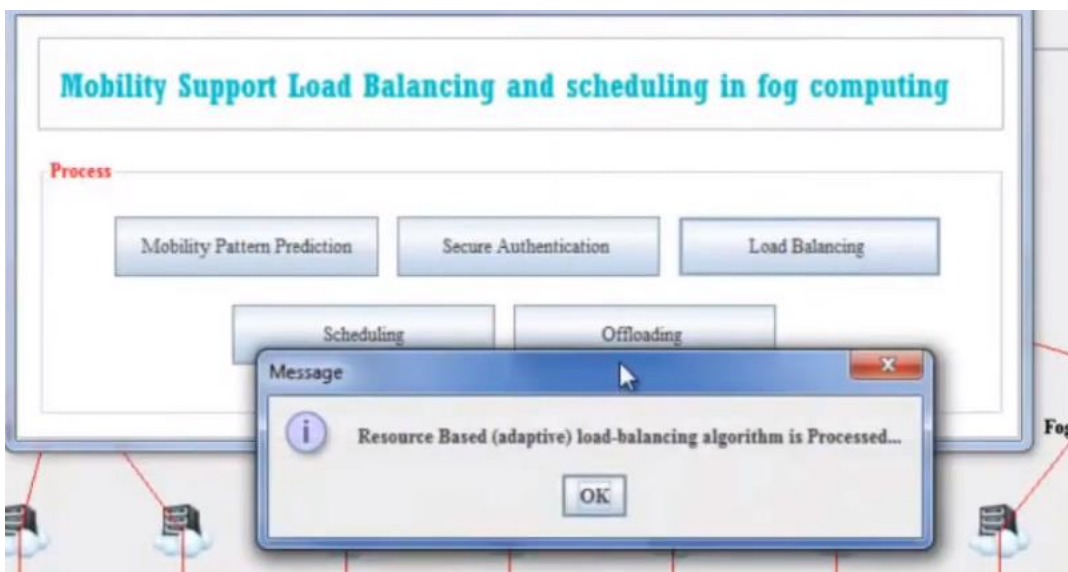 Mobility Support Load Balancing and scheduling in fog computing
Process
Mobility Pattern Prediction
Secure Authentication
Load Balancing
Scheduling
Offloading
Message
Resource Based (adaptive) load-balancing algorithm is Processed...
OK
Fog